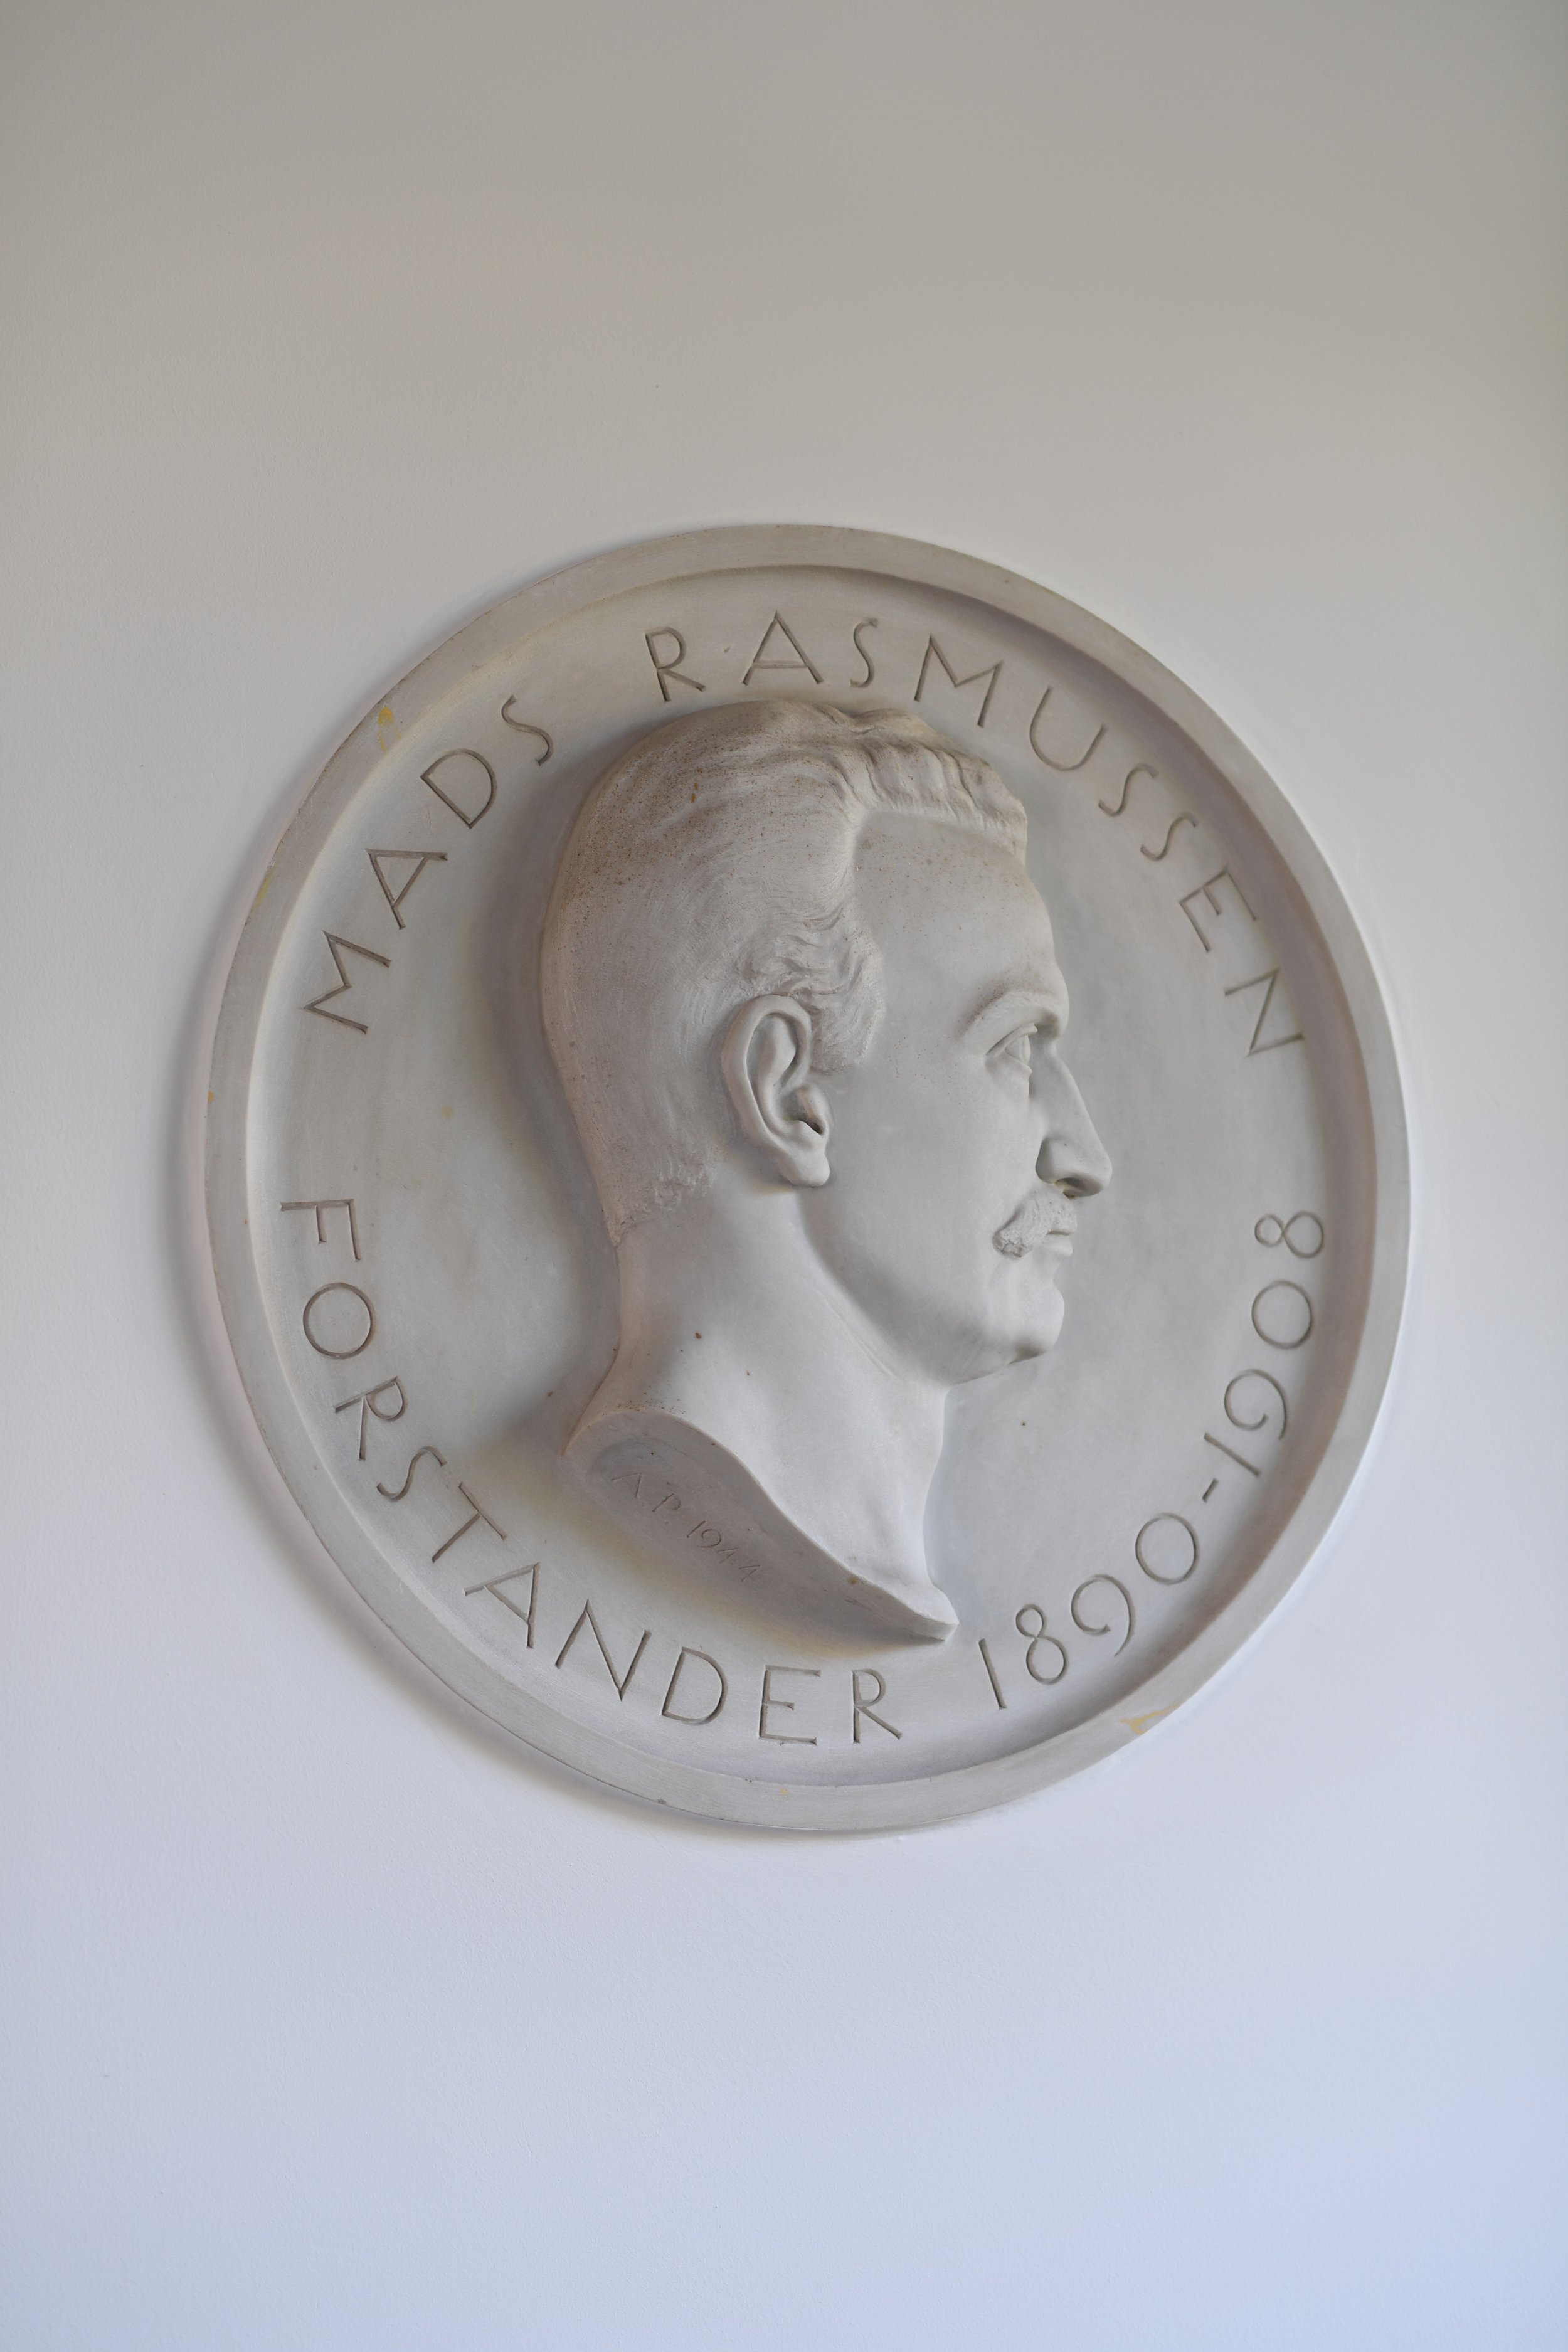 MADS RASMUSSEN
FORSTANDER 1890-1908
A.P. 1944